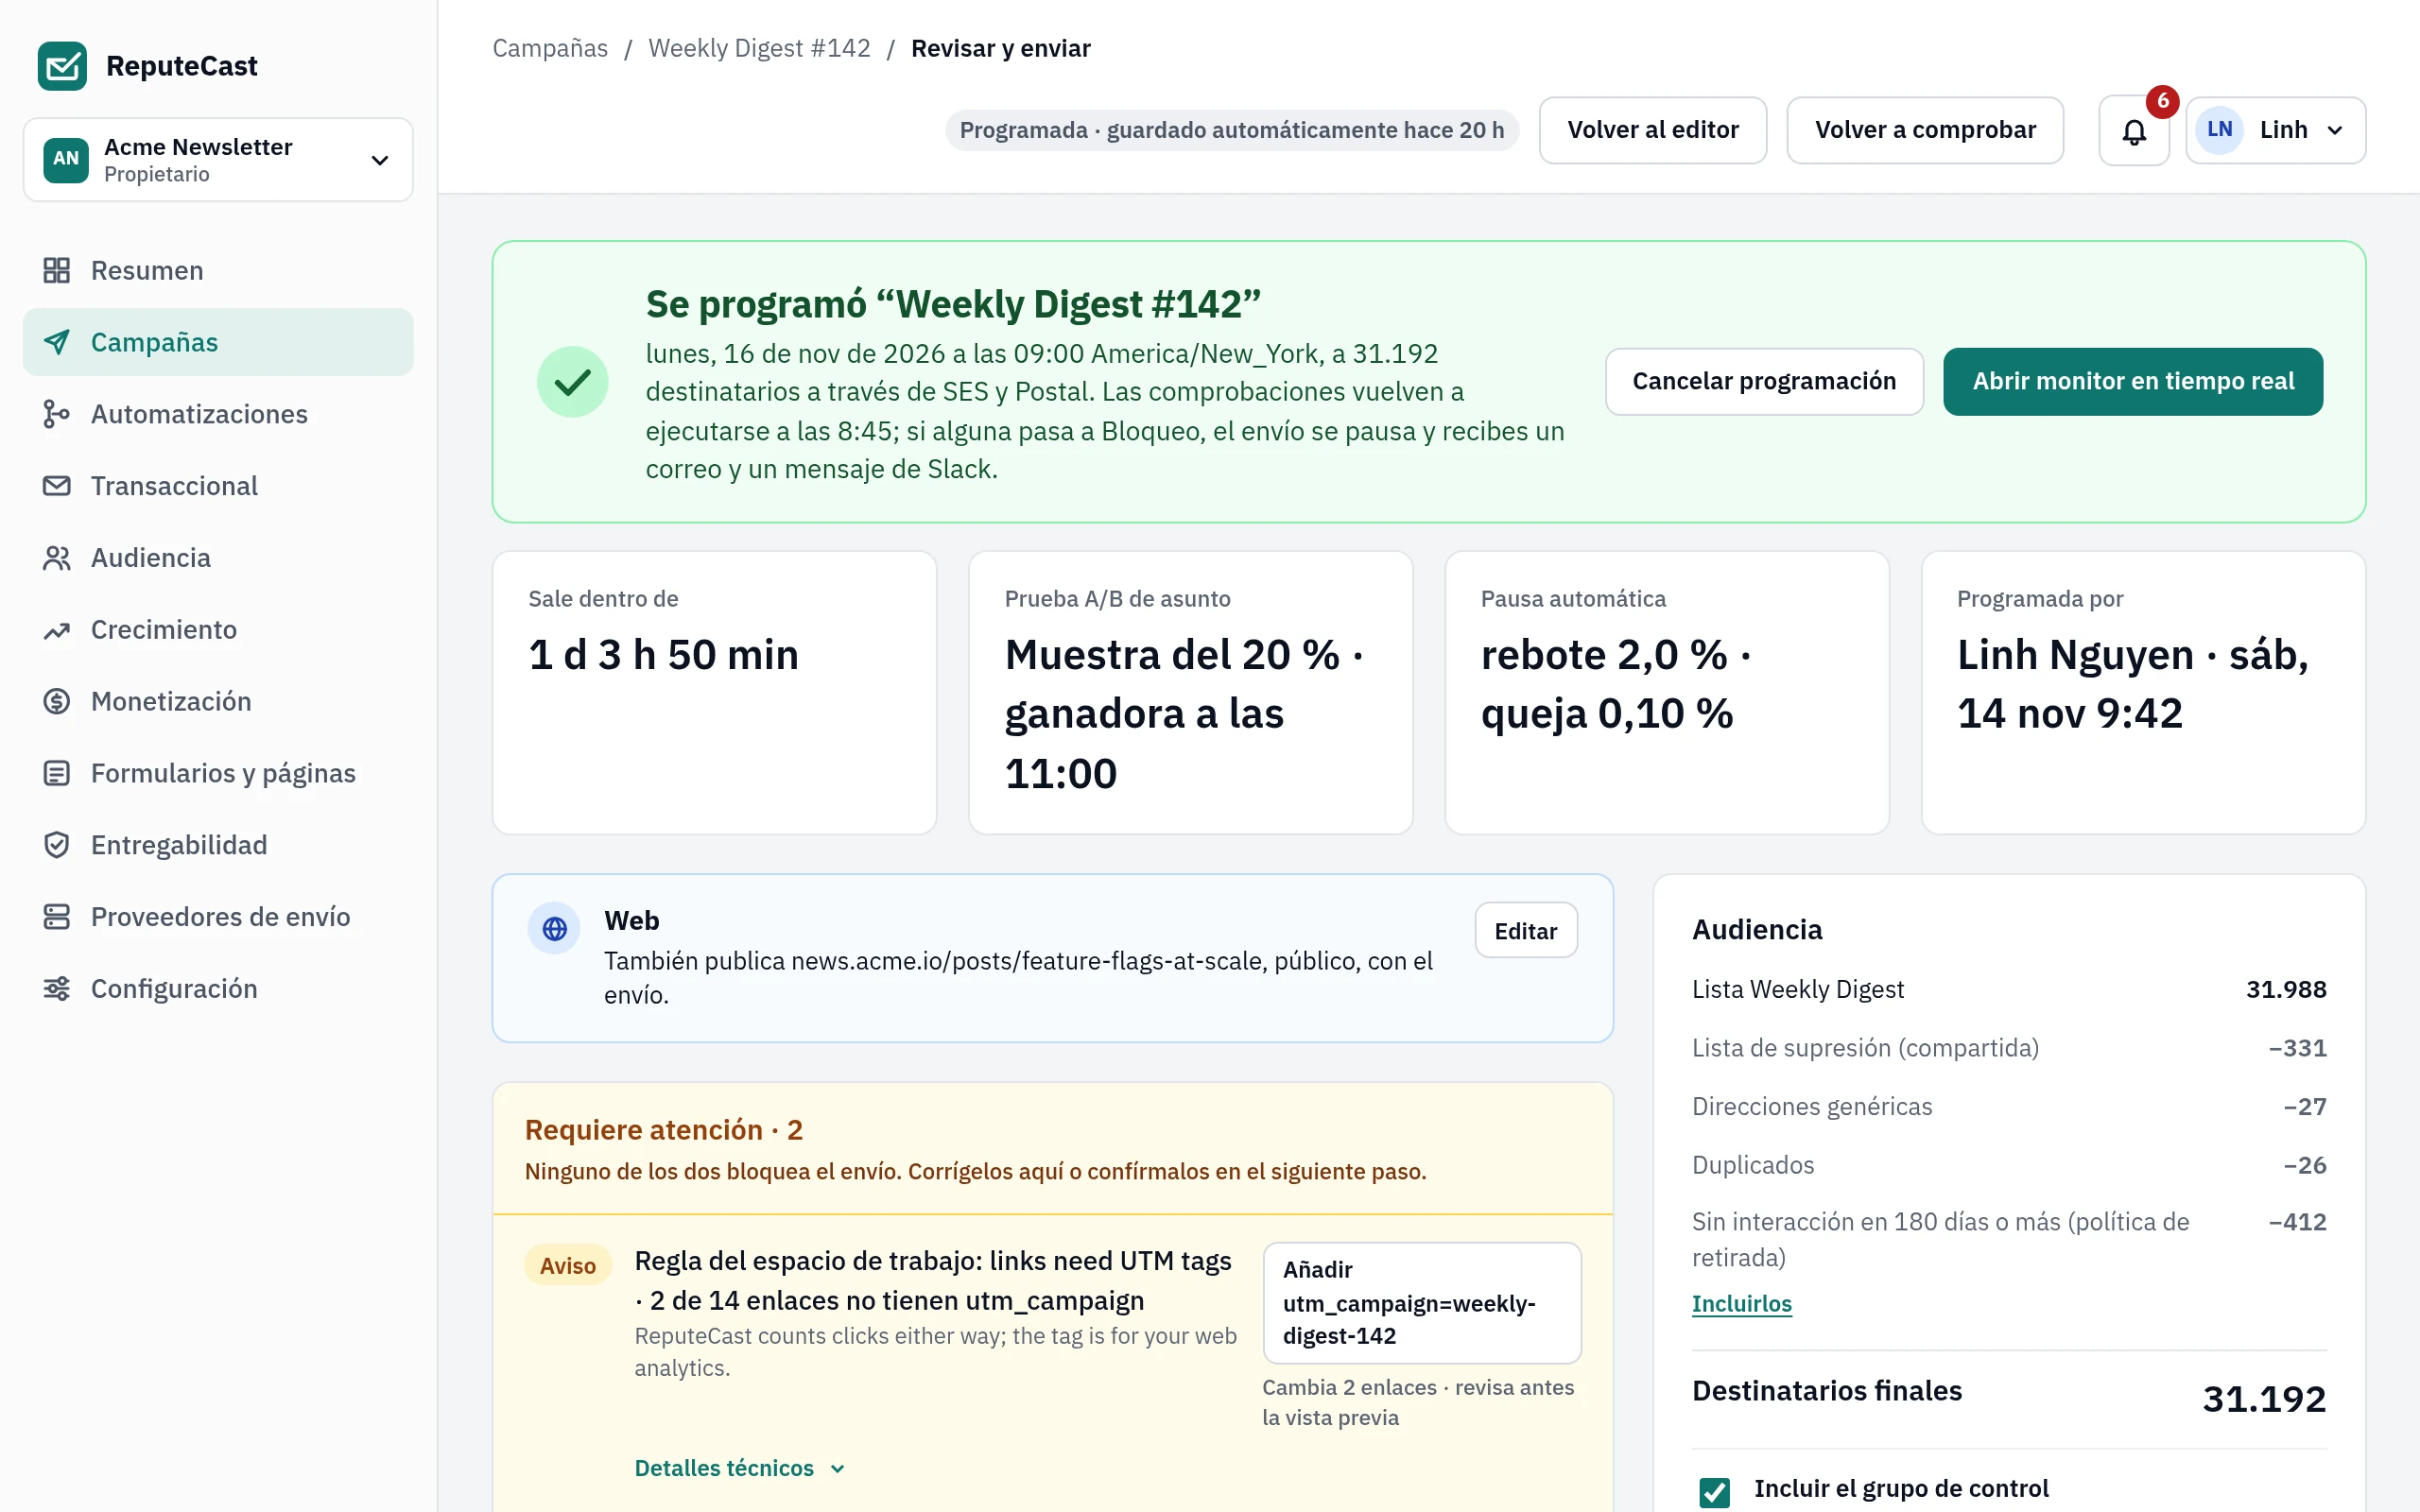 ReputeCast
AN
Acme Newsletter
Propietario
Resumen
Campañas
Automatizaciones
Transaccional
Audiencia
Crecimiento
Monetización
Formularios y páginas
Entregabilidad
Proveedores de envío
Configuración
Campañas / Weekly Digest #142 / Revisar y enviar
Programada · guardado automáticamente hace 20 h
Volver al editor
Volver a comprobar
6
LN
Linh
Se programó “Weekly Digest #142”
lunes, 16 de nov de 2026 a las 09:00 America/New_York, a 31.192
destinatarios a través de SES y Postal. Las comprobaciones vuelven a
ejecutarse a las 8:45; si alguna pasa a Bloqueo, el envío se pausa y recibes un
correo y un mensaje de Slack.
Cancelar programación
Abrir monitor en tiempo real
Sale dentro de
1 d 3 h 50 min
Prueba A/B de asunto
Muestra del 20 % ·
ganadora a las
11:00
Pausa automática
rebote 2,0 % ·
queja 0,10 %
Programada por
Linh Nguyen · sáb,
14 nov 9:42
Web
También publica news.acme.io/posts/feature-flags-at-scale, público, con el
envío.
Editar
Requiere atención · 2
Ninguno de los dos bloquea el envío. Corrígelos aquí o confírmalos en el siguiente paso.
Aviso
Regla del espacio de trabajo: links need UTM tags
· 2 de 14 enlaces no tienen utm_campaign
ReputeCast counts clicks either way; the tag is for your web
analytics.
Añadir
utm_campaign=weekly-
digest-142
Cambia 2 enlaces · revisa antes
la vista previa
Detalles técnicos
Audiencia
Lista Weekly Digest 31.988
Lista de supresión (compartida) −331
Direcciones genéricas −27
Duplicados −26
Sin interacción en 180 días o más (política de −412
retirada)
Incluirlos
Destinatarios finales 31.192
Incluir el grupo de control